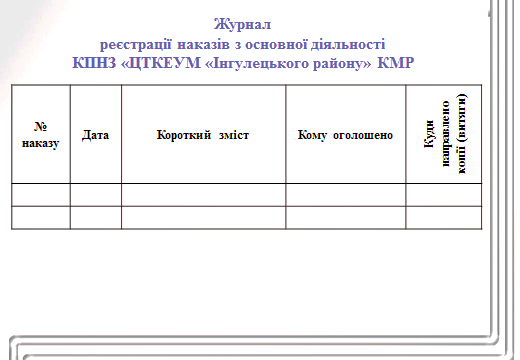 Журнал
реєстрації наказів з основної діяльності
КПНЗ «ЦТКЕУМ «Інгулецького району» КМР
№
наказу
Дата
Короткий зміст
Кому оголошено
Куди
направлено
копії (витяги)